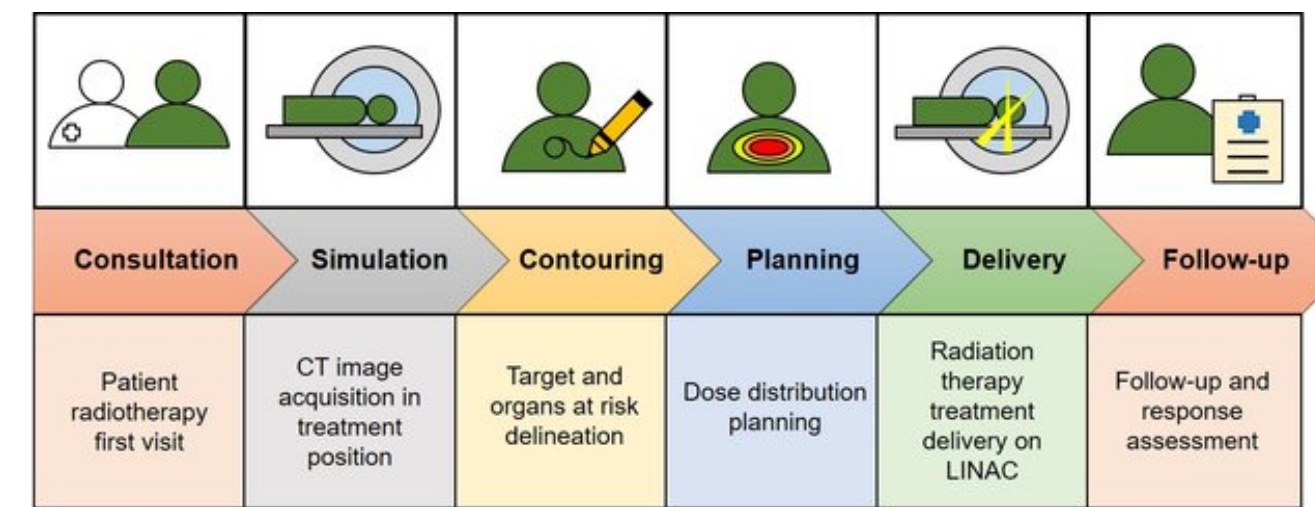 Consultation
Simulation
Contouring
Planning
Delivery
Follow-up
Patient
radiotherapy
first visit
CT image
acquisition in
treatment
position
Target and
organs at risk
delineation
Dose distribution
planning
Radiation
therapy
treatment
delivery on
LINAC
Follow-up and
response
assessment